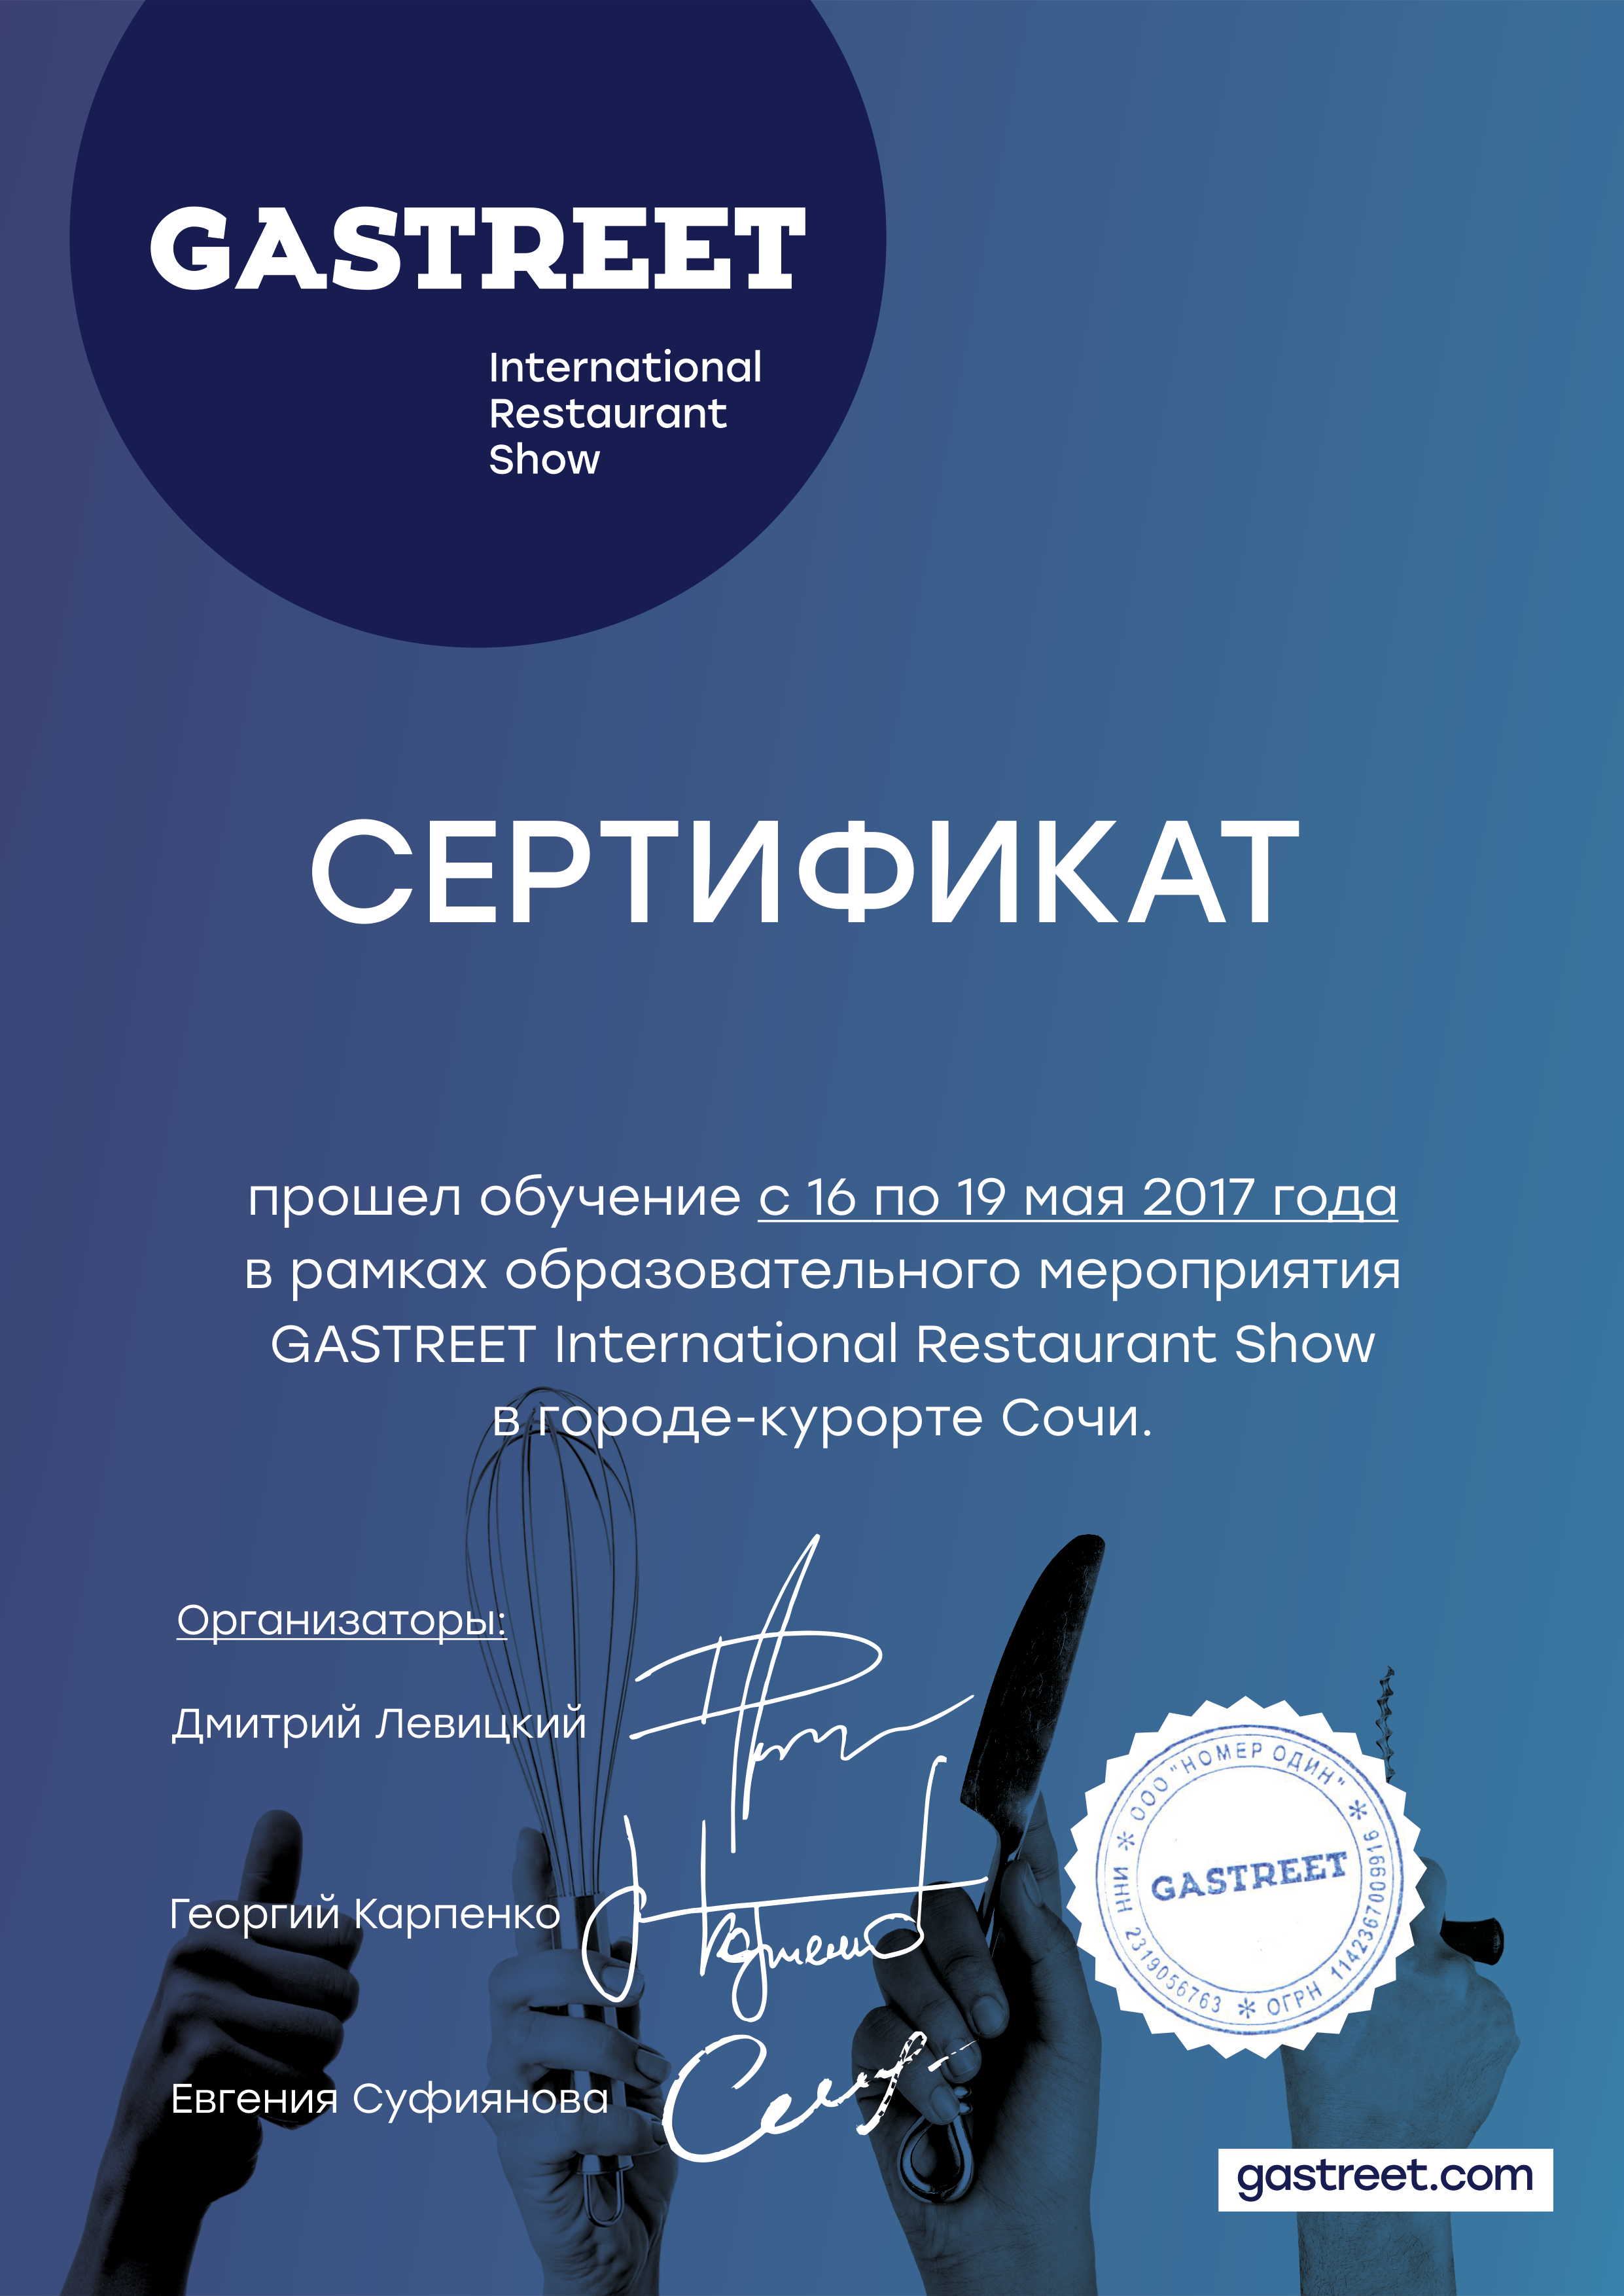 GASTREET
International
Restaurant
Show
СЕРТИФИКАТ
прошел обучение с 16 по 19 мая 2017 года
в рамках образовательного мероприятия
GASTREET International Restaurant Show
в городе-курорте Сочи.
Организаторы:
Дмитрий Левицкий
Георгий Карпенко
Евгения Суфиянова
ООО "НОМЕР ОДИН" * ОГРН 1142367006916 * ИНН 2319056763 *
GASTREET
gastreet.com